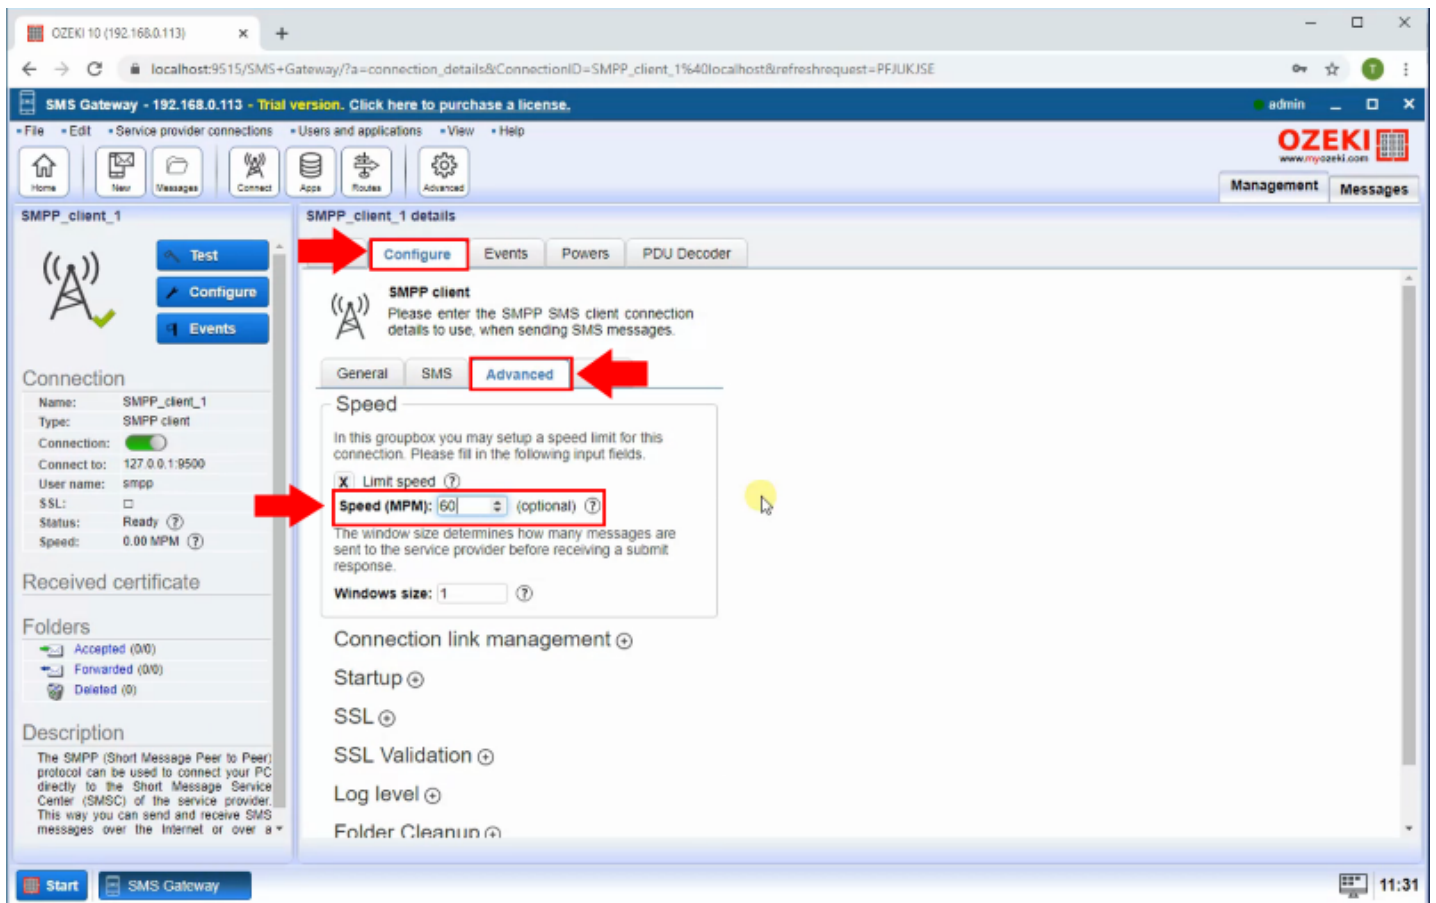 OZEKI 10 (192.168.0.113)
localhost:9515/SMS+Gateway/?a=connection_details&ConnectionID=SMPP_client_1%40localhost&refreshrequest=PFJUKJSE
T
SMS Gateway - 192.168.0.113 - Trial version. Click here to purchase a license.
admin
File Edit Service provider connections Users and applications View Help
OZEKI
www.myozeki.com
Home New Messages Connect Apps Routes Advanced
Management Messages
SMPP_client_1
Test
Configure
Events
Connection
Name: SMPP_client_1
Type: SMPP client
Connection:
Connect to: 127.0.0.1:9500
User name: smpp
SSL:
Status: Ready ?
Speed: 0.00 MPM ?
Received certificate
Folders
Accepted (0/0)
Forwarded (0/0)
Deleted (0)
Description
The SMPP (Short Message Peer to Peer)
protocol can be used to connect your PC
directly to the Short Message Service
Center (SMSC) of the service provider.
This way you can send and receive SMS
messages over the Internet or over a
SMPP_client_1 details
Configure Events Powers PDU Decoder
SMPP client
Please enter the SMPP SMS client connection
details to use, when sending SMS messages.
General SMS Advanced
Speed
In this groupbox you may setup a speed limit for this
connection. Please fill in the following input fields.
X Limit speed ?
Speed (MPM): 60 (optional) ?
The window size determines how many messages are
sent to the service provider before receiving a submit
response.
Windows size: 1 ?
Connection link management
Startup
SSL
SSL Validation
Log level
Folder Cleanup
Start SMS Gateway 11:31